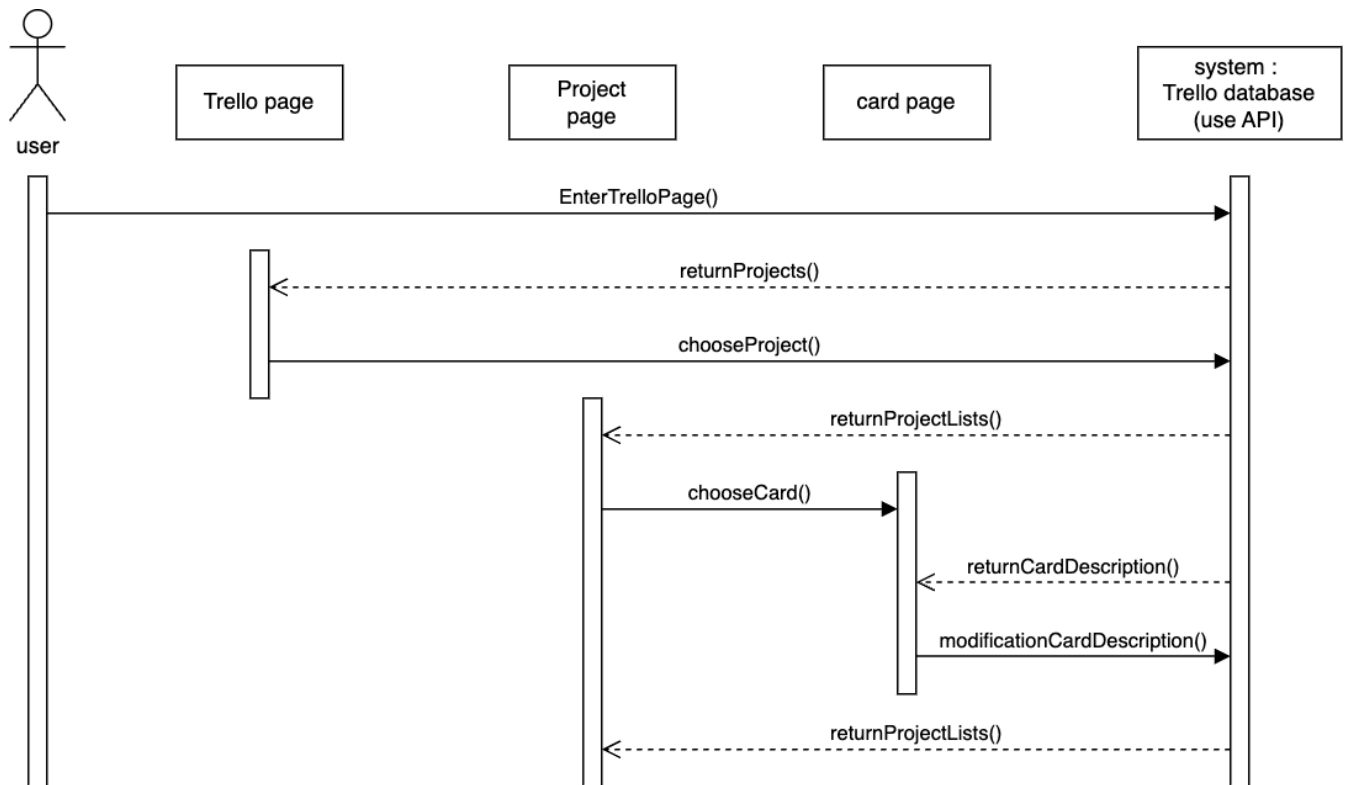 user
Trello page
Project
page
card page
system :
Trello database
(use API)
EnterTrelloPage()
returnProjects()
chooseProject()
returnProjectLists()
chooseCard()
returnCardDescription()
modificationCardDescription()
returnProjectLists()